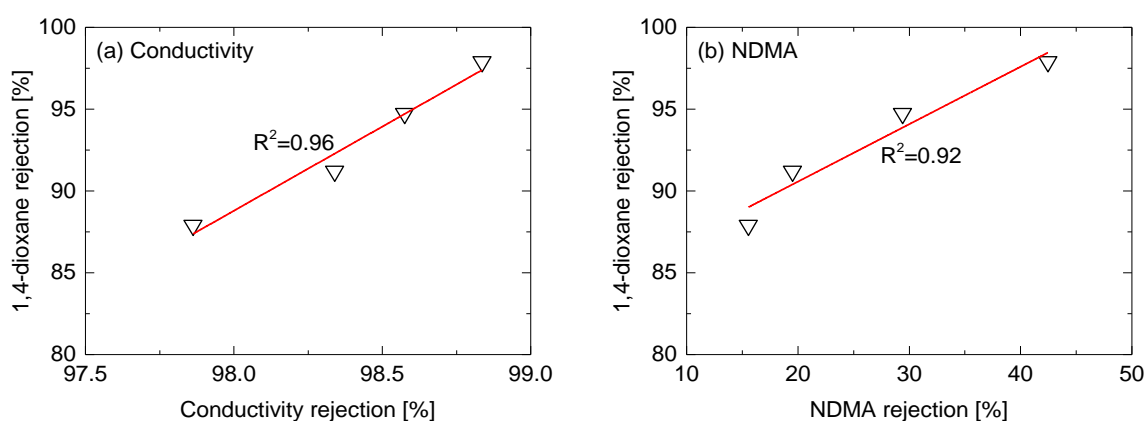 (a) Conductivity
1,4-dioxane rejection [%]
100
95
90
85
80
R²=0.96
97.5
98.0
98.5
99.0
Conductivity rejection [%]
(b) NDMA
1,4-dioxane rejection [%]
100
95
90
85
80
R²=0.92
10
20
30
40
50
NDMA rejection [%]